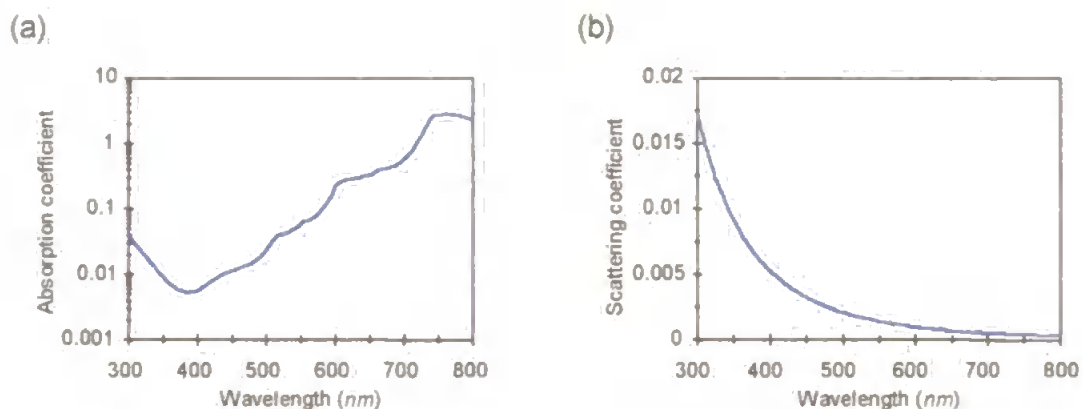 (a)
(b)
Absorption coefficient
10
1
0.1
0.01
0.001
300 400 500 600 700 800
Wavelength (nm)
Scattering coefficient
0.02
0.015
0.01
0.005
0
300 400 500 600 700 800
Wavelength (nm)